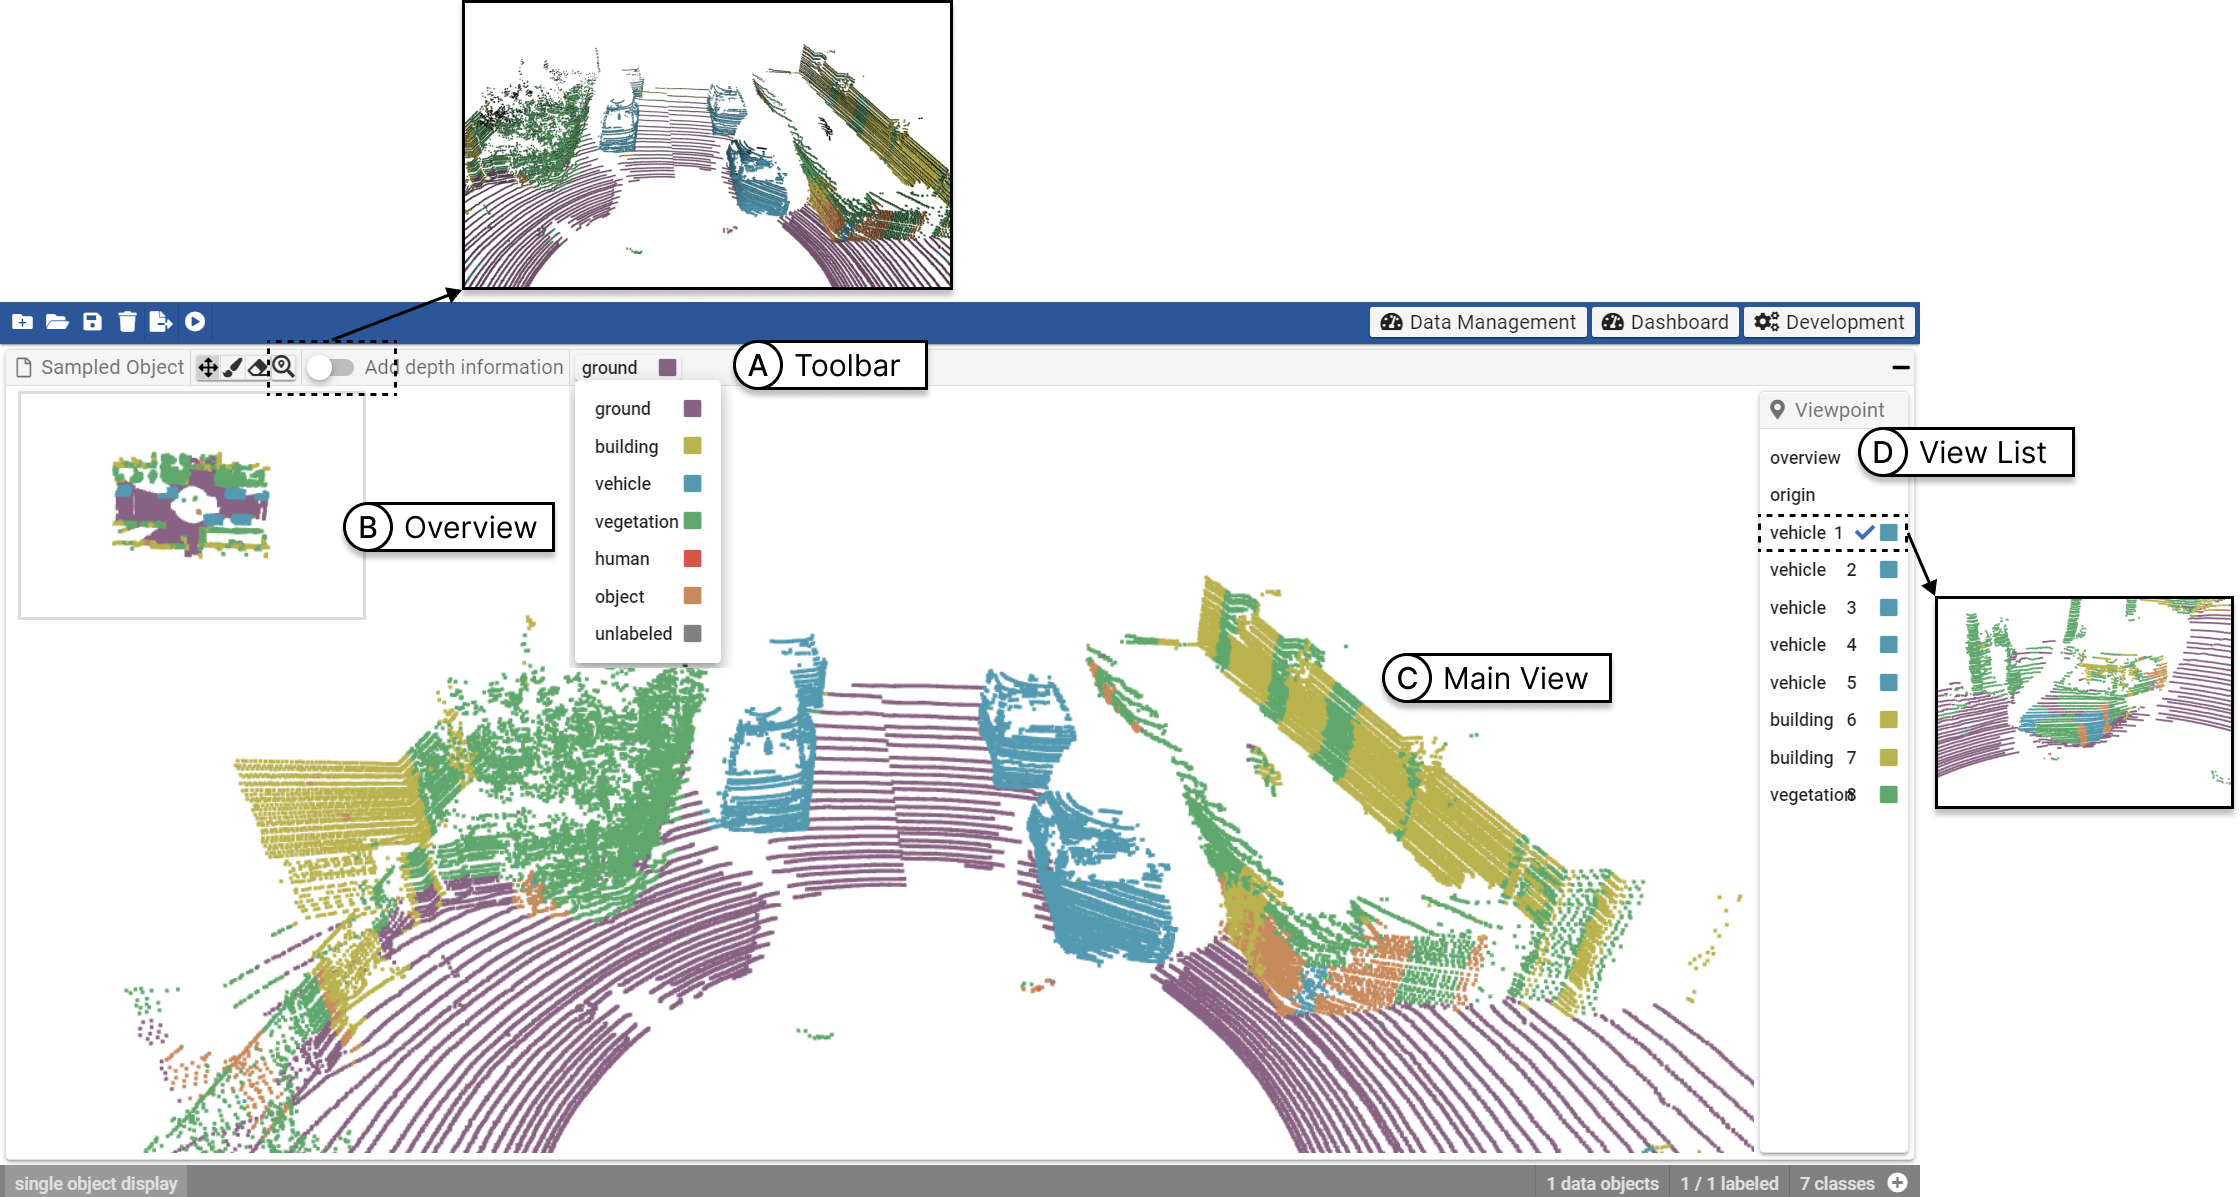 Data Management
Dashboard
Development
Sampled Object
Add depth information
ground
A Toolbar
ground
building
vehicle
vegetation
human
object
unlabeled
B Overview
C Main View
Viewpoint
D View List
overview
origin
vehicle 1
vehicle 2
vehicle 3
vehicle 4
vehicle 5
building 6
building 7
vegetation 8
single object display
1 data objects
1 / 1 labeled
7 classes